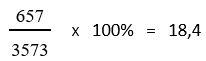 657
3573
x 100% = 18,4